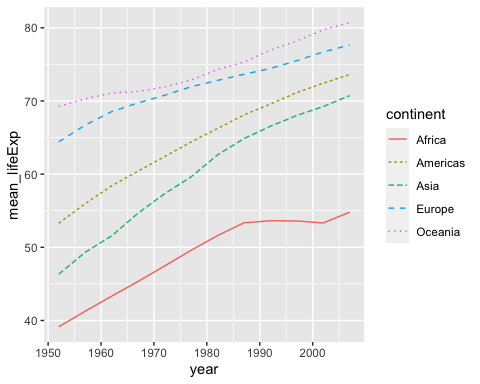 mean_lifeExp
80
70
60
50
40
1950 1960 1970 1980 1990 2000
year
continent
Africa
Americas
Asia
Europe
Oceania